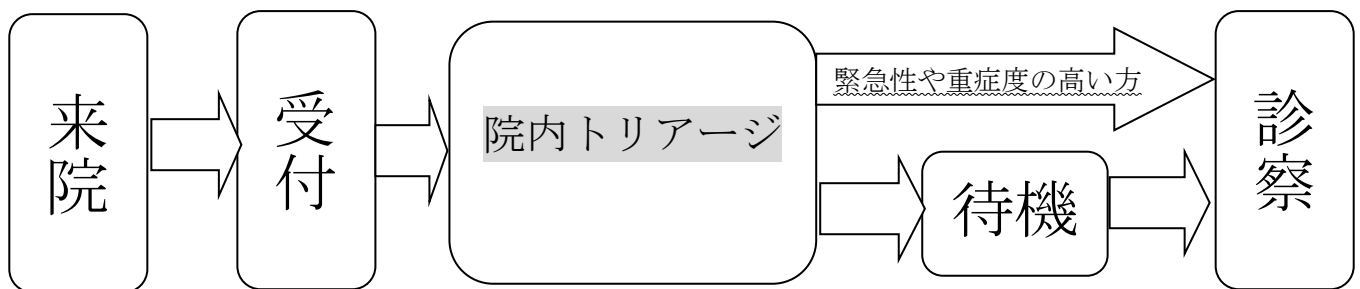 来院
受付
院内トリアージ
緊急性や重症度の高い方
待機
診察